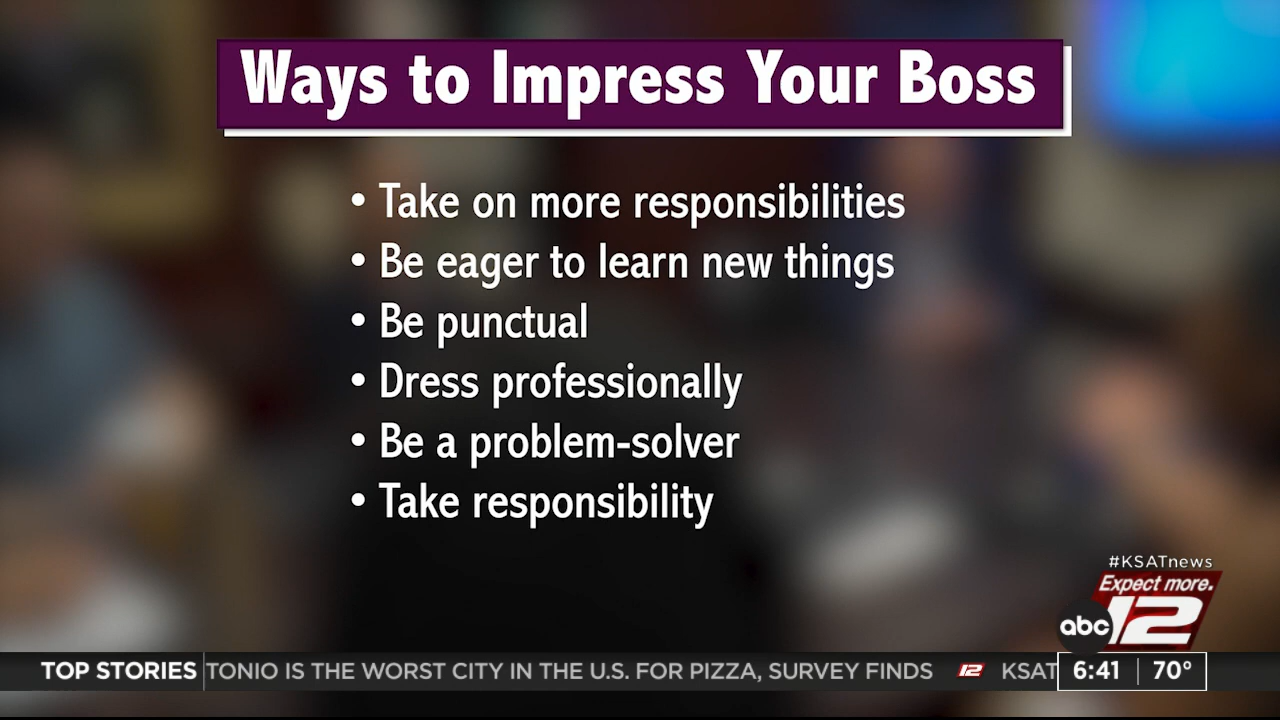 Ways to Impress Your Boss
• Take on more responsibilities
• Be eager to learn new things
• Be punctual
• Dress professionally
• Be a problem-solver
• Take responsibility
#KSATnews
Expect more.
abc 12
TOP STORIES TONIO IS THE WORST CITY IN THE U.S. FOR PIZZA, SURVEY FINDS 12 KSAT 6:41 70°